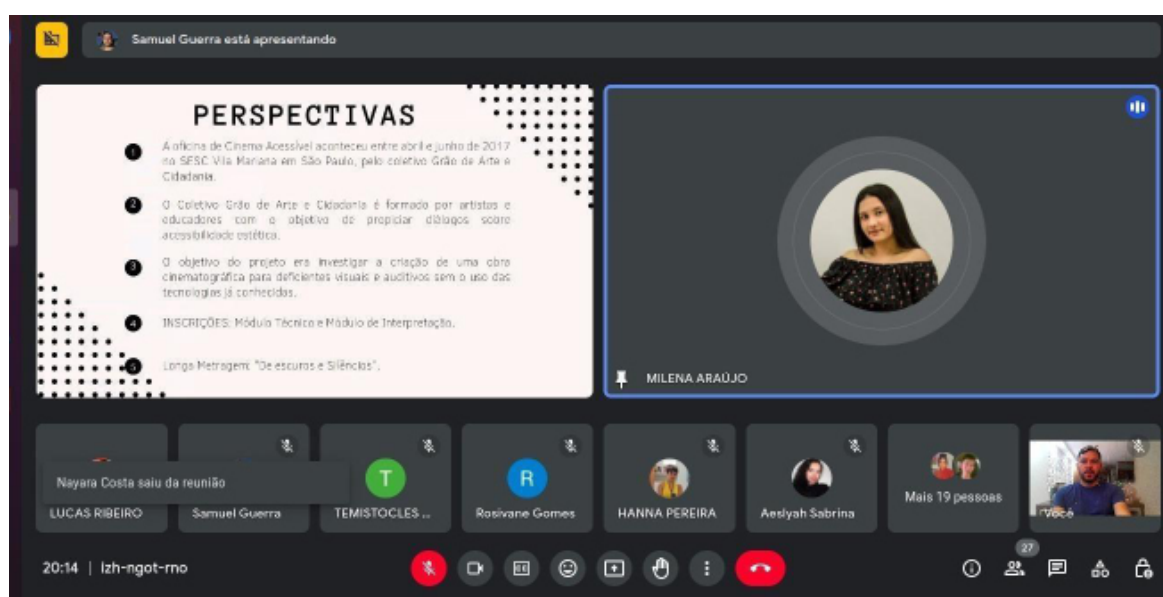 Samuel Guerra está apresentando
PERSPECTIVAS
1
A oficina de Cinema Acessível aconteceu entre abril e junho de 2017
no SESC Vila Mariana em São Paulo, pelo coletivo Grão de Arte e
Cidadania.
2
O Coletivo Grão de Arte e Cidadania é formado por artistas e
educadores com o objetivo de propiciar diálogos sobre
acessibilidade estética.
3
O objetivo do projeto era investigar a criação de uma obra
cinematográfica para deficientes visuais e auditivos sem o uso das
tecnologias já conhecidas.
4
INSCRIÇÕES: Módulo Técnico e Módulo de Interpretação.
5
Longa Metragem: "De escuros e Silêncios".
MILENA ARAÚJO
Nayara Costa saiu da reunião
LUCAS RIBEIRO
Samuel Guerra
T
TEMISTOCLES ...
R
Rosivane Gomes
HANNA PEREIRA
Aeslyah Sabrina
Mais 19 pessoas
Você
20:14 | izh-ngot-rno
27